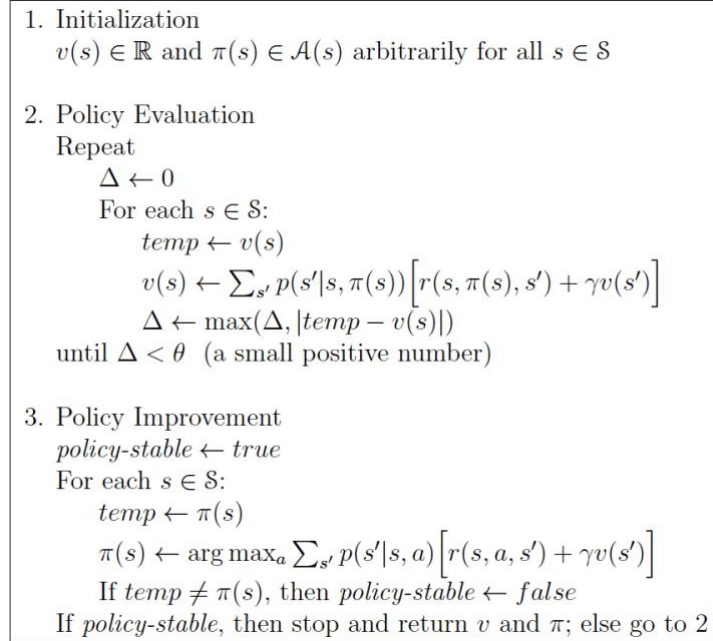 1. Initialization
v(s) ∈ ℝ and π(s) ∈ 𝒜(s) arbitrarily for all s ∈ 𝒮
2. Policy Evaluation
Repeat
Δ ← 0
For each s ∈ 𝒮:
temp ← v(s)
v(s) ← ∑_{s′} p(s′|s, π(s)) [r(s, π(s), s′) + γv(s′)]
Δ ← max(Δ, |temp − v(s)|)
until Δ < θ (a small positive number)
3. Policy Improvement
policy-stable ← true
For each s ∈ 𝒮:
temp ← π(s)
π(s) ← arg max_a ∑_{s′} p(s′|s, a) [r(s, a, s′) + γv(s′)]
If temp ≠ π(s), then policy-stable ← false
If policy-stable, then stop and return v and π; else go to 2